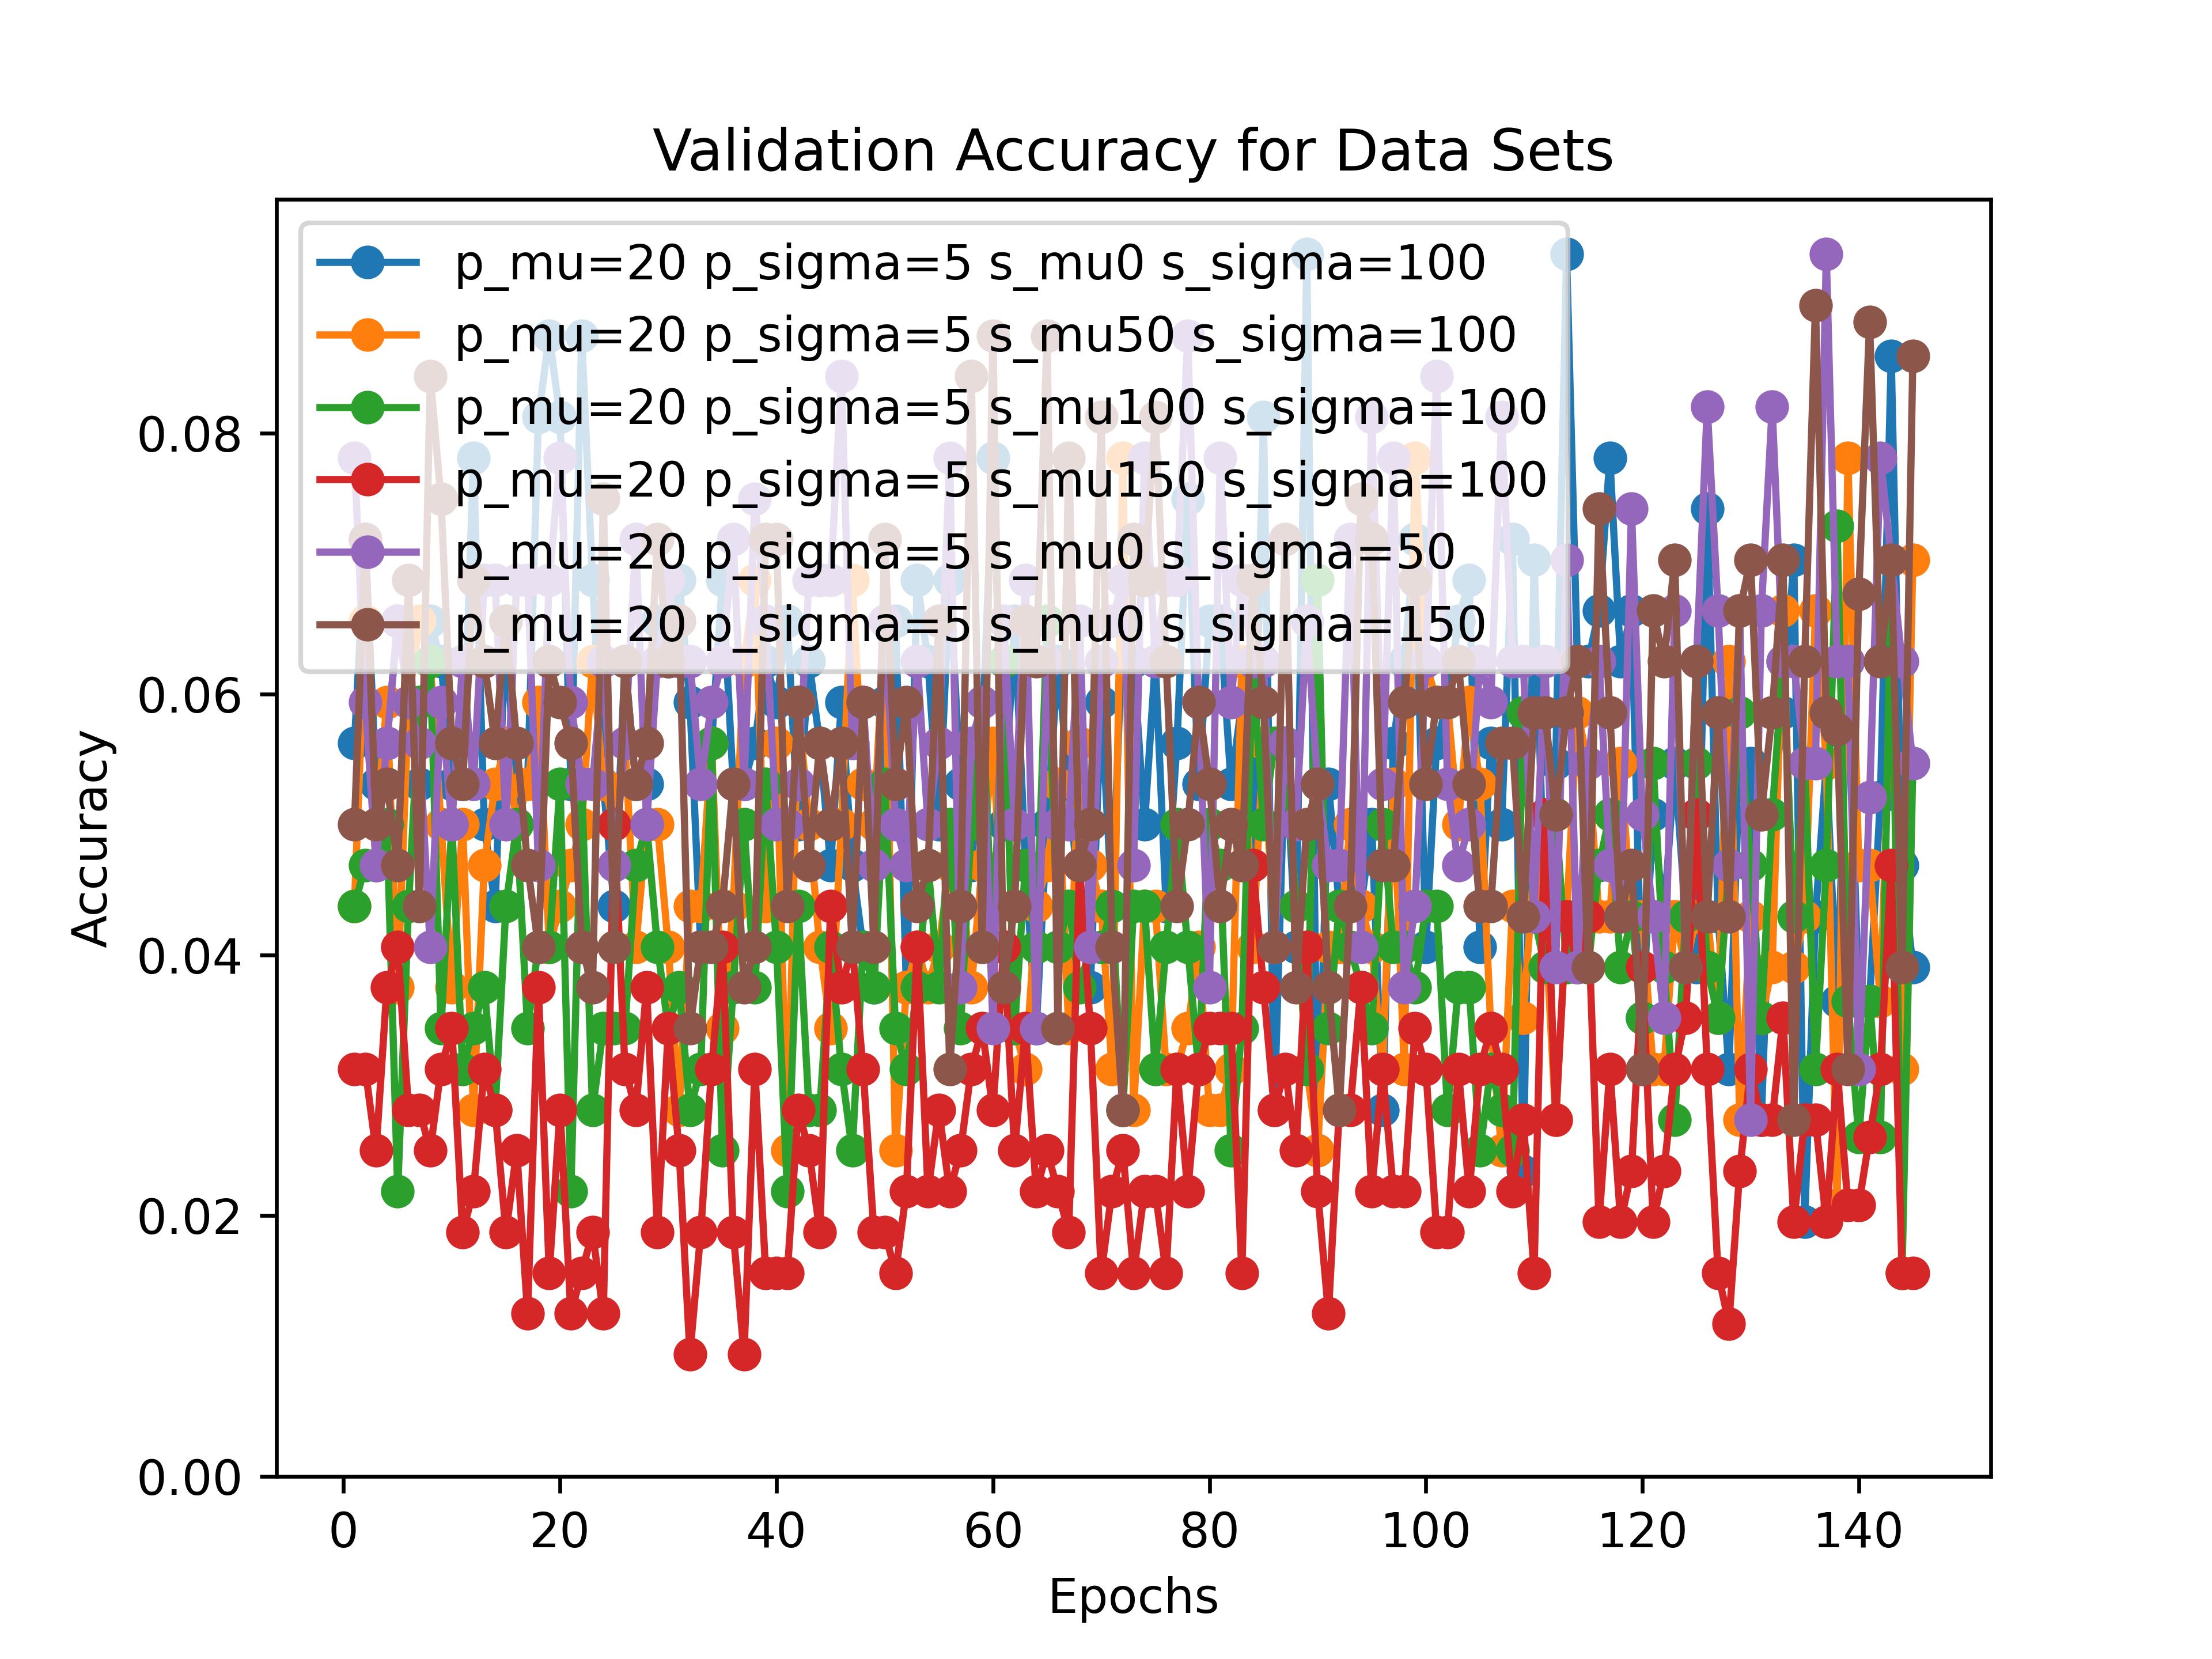 Validation Accuracy for Data Sets
p_mu=20 p_sigma=5 s_mu0 s_sigma=100
p_mu=20 p_sigma=5 s_mu50 s_sigma=100
p_mu=20 p_sigma=5 s_mu100 s_sigma=100
p_mu=20 p_sigma=5 s_mu150 s_sigma=100
p_mu=20 p_sigma=5 s_mu0 s_sigma=50
p_mu=20 p_sigma=5 s_mu0 s_sigma=150
Accuracy
0.08
0.06
0.04
0.02
0.00
0 20 40 60 80 100 120 140
Epochs